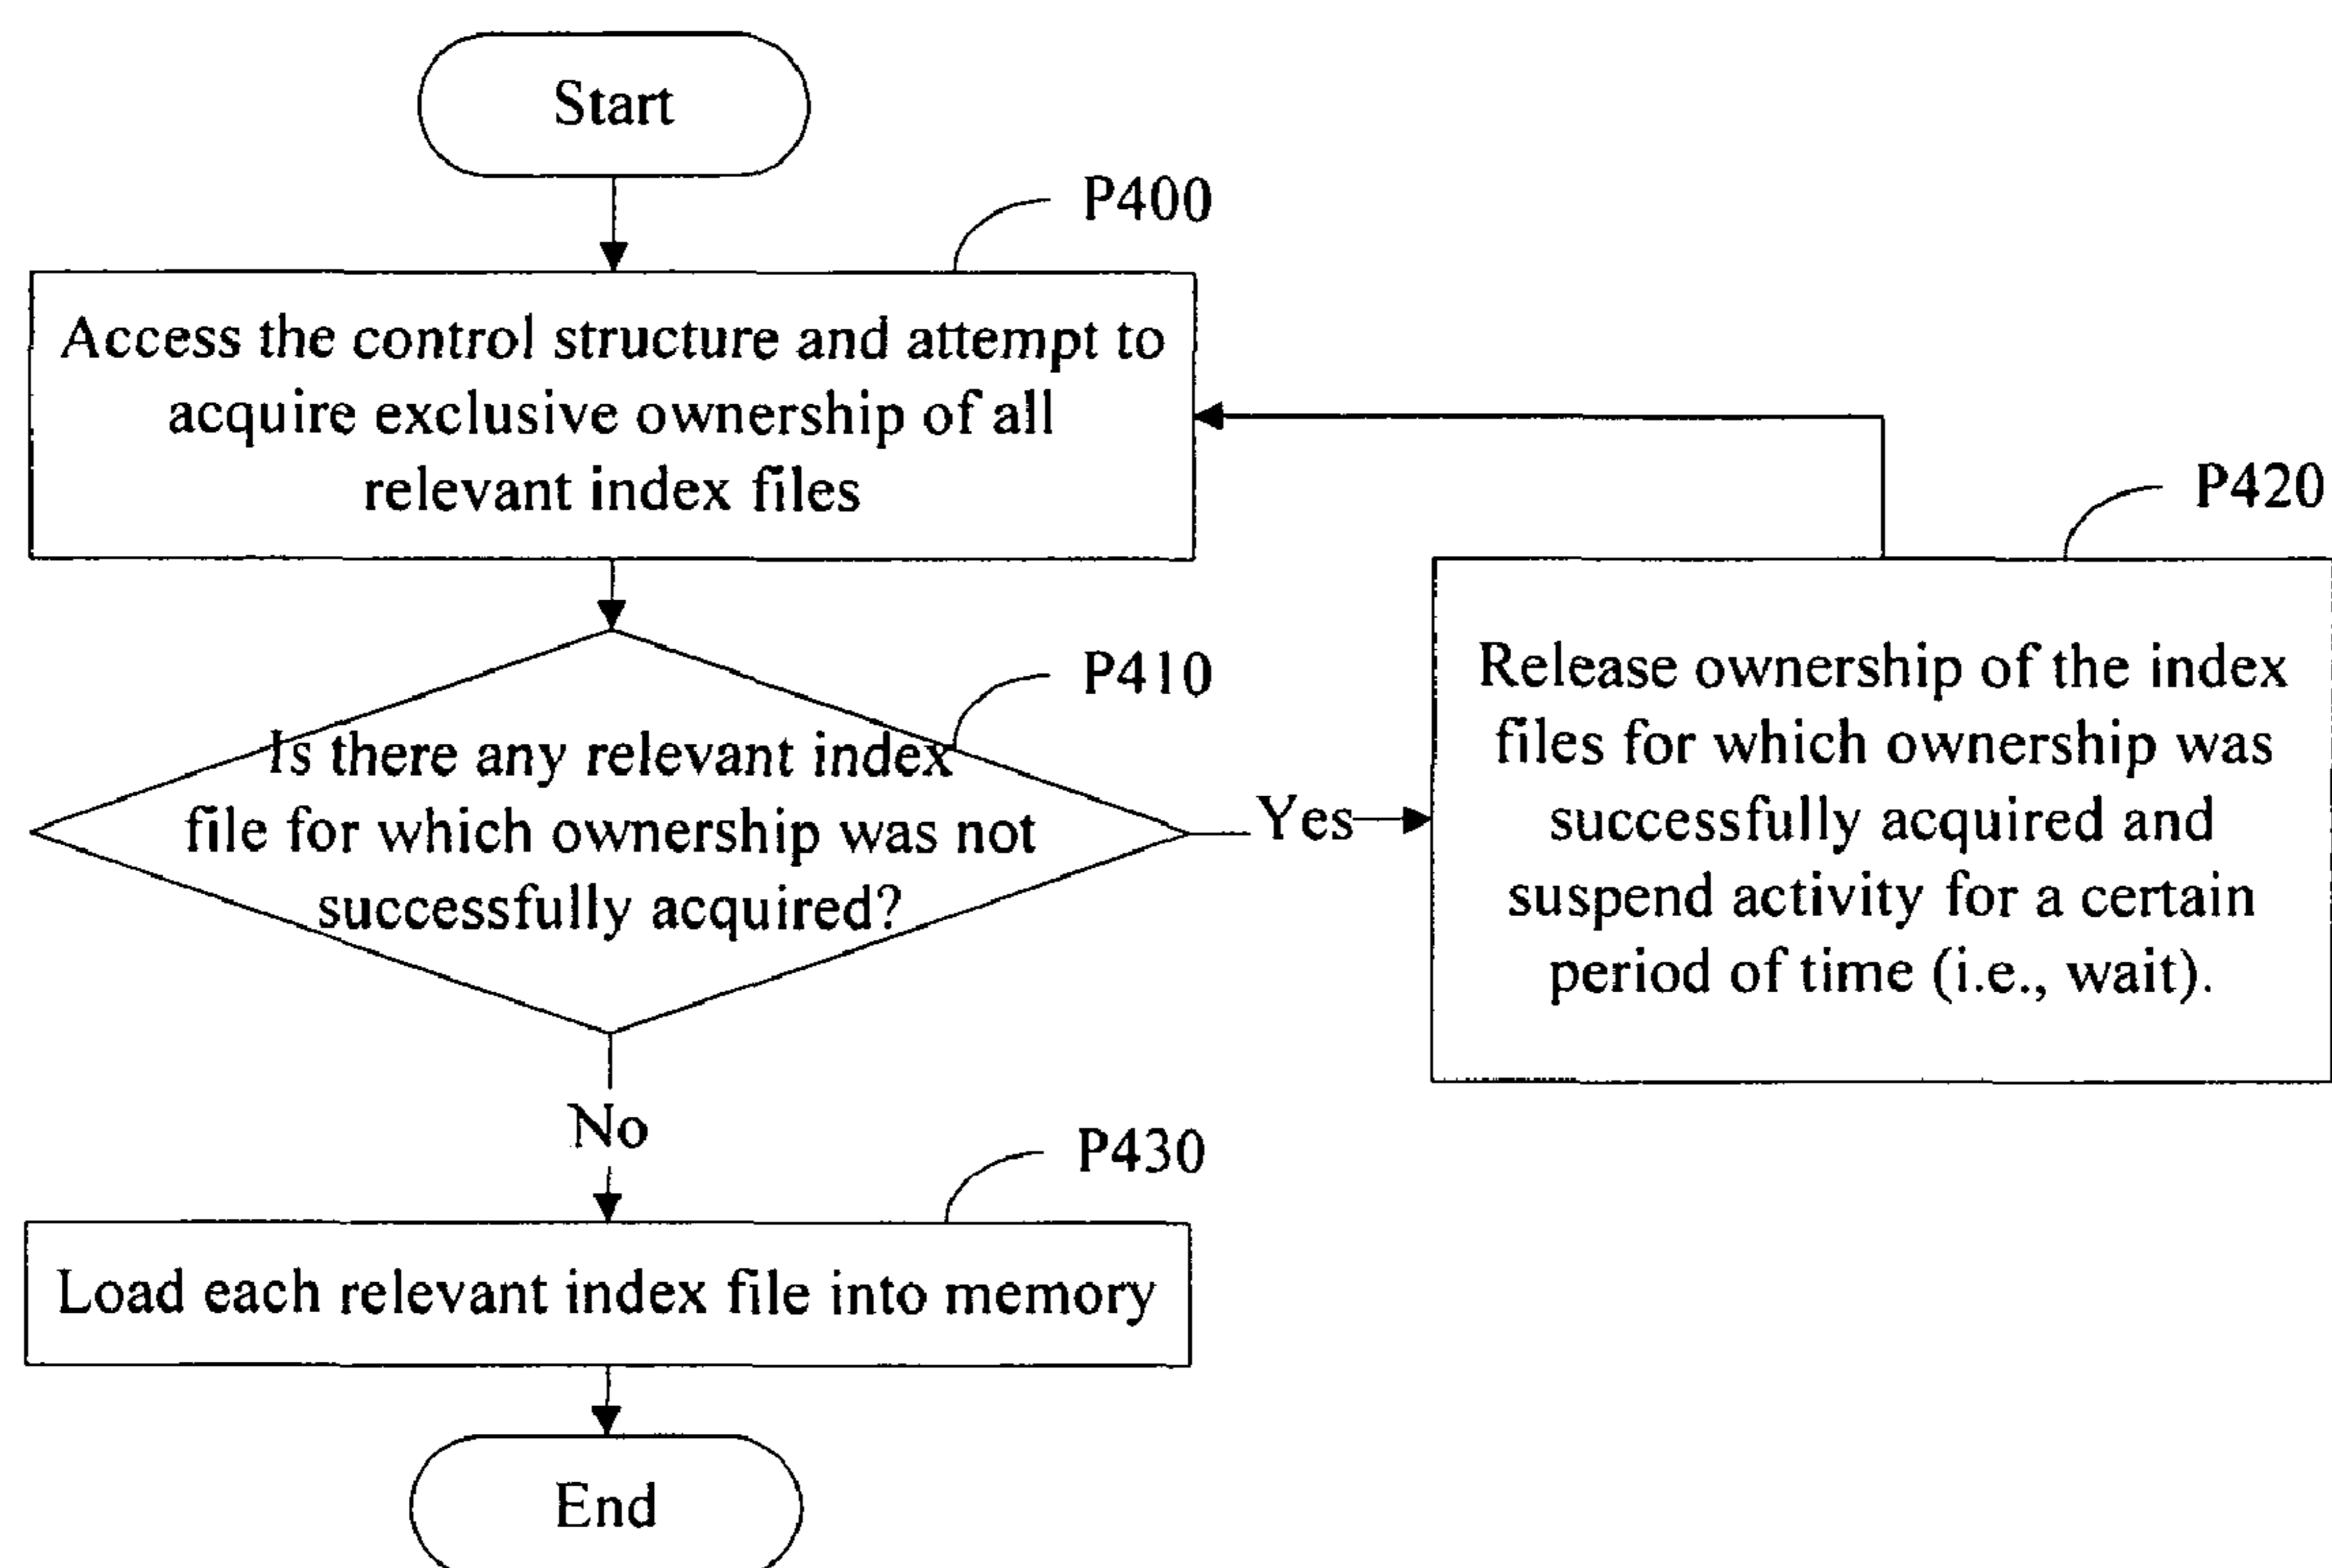 Start
P400
Access the control structure and attempt to
acquire exclusive ownership of all
relevant index files
P420
P410
Is there any relevant index
file for which ownership was not
successfully acquired?
Yes
Release ownership of the index
files for which ownership was
successfully acquired and
suspend activity for a certain
period of time (i.e., wait).
No
P430
Load each relevant index file into memory
End